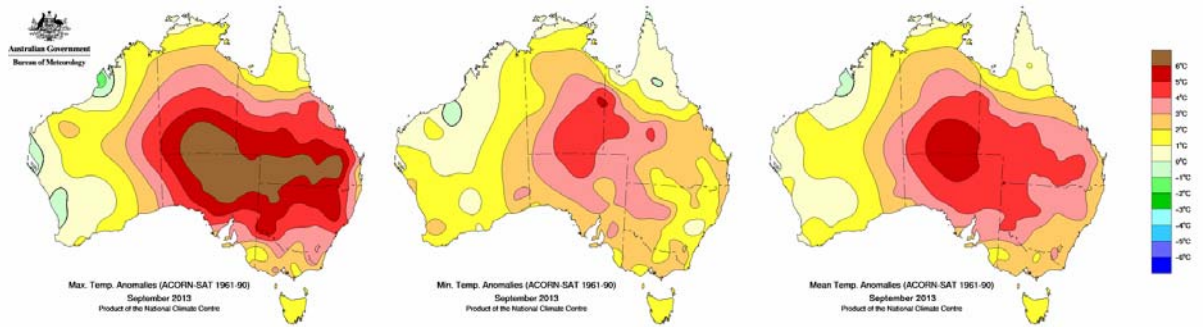 Australian Government
Bureau of Meteorology
Max. Temp. Anomalies (ACORN-SAT 1961-90)
September 2013
Product of the National Climate Centre
Min. Temp. Anomalies (ACORN-SAT 1961-90)
September 2013
Product of the National Climate Centre
Mean Temp. Anomalies (ACORN-SAT 1961-90)
September 2013
Product of the National Climate Centre
6°C
5°C
4°C
3°C
2°C
1°C
0°C
-1°C
-2°C
-3°C
-4°C
-5°C
-6°C